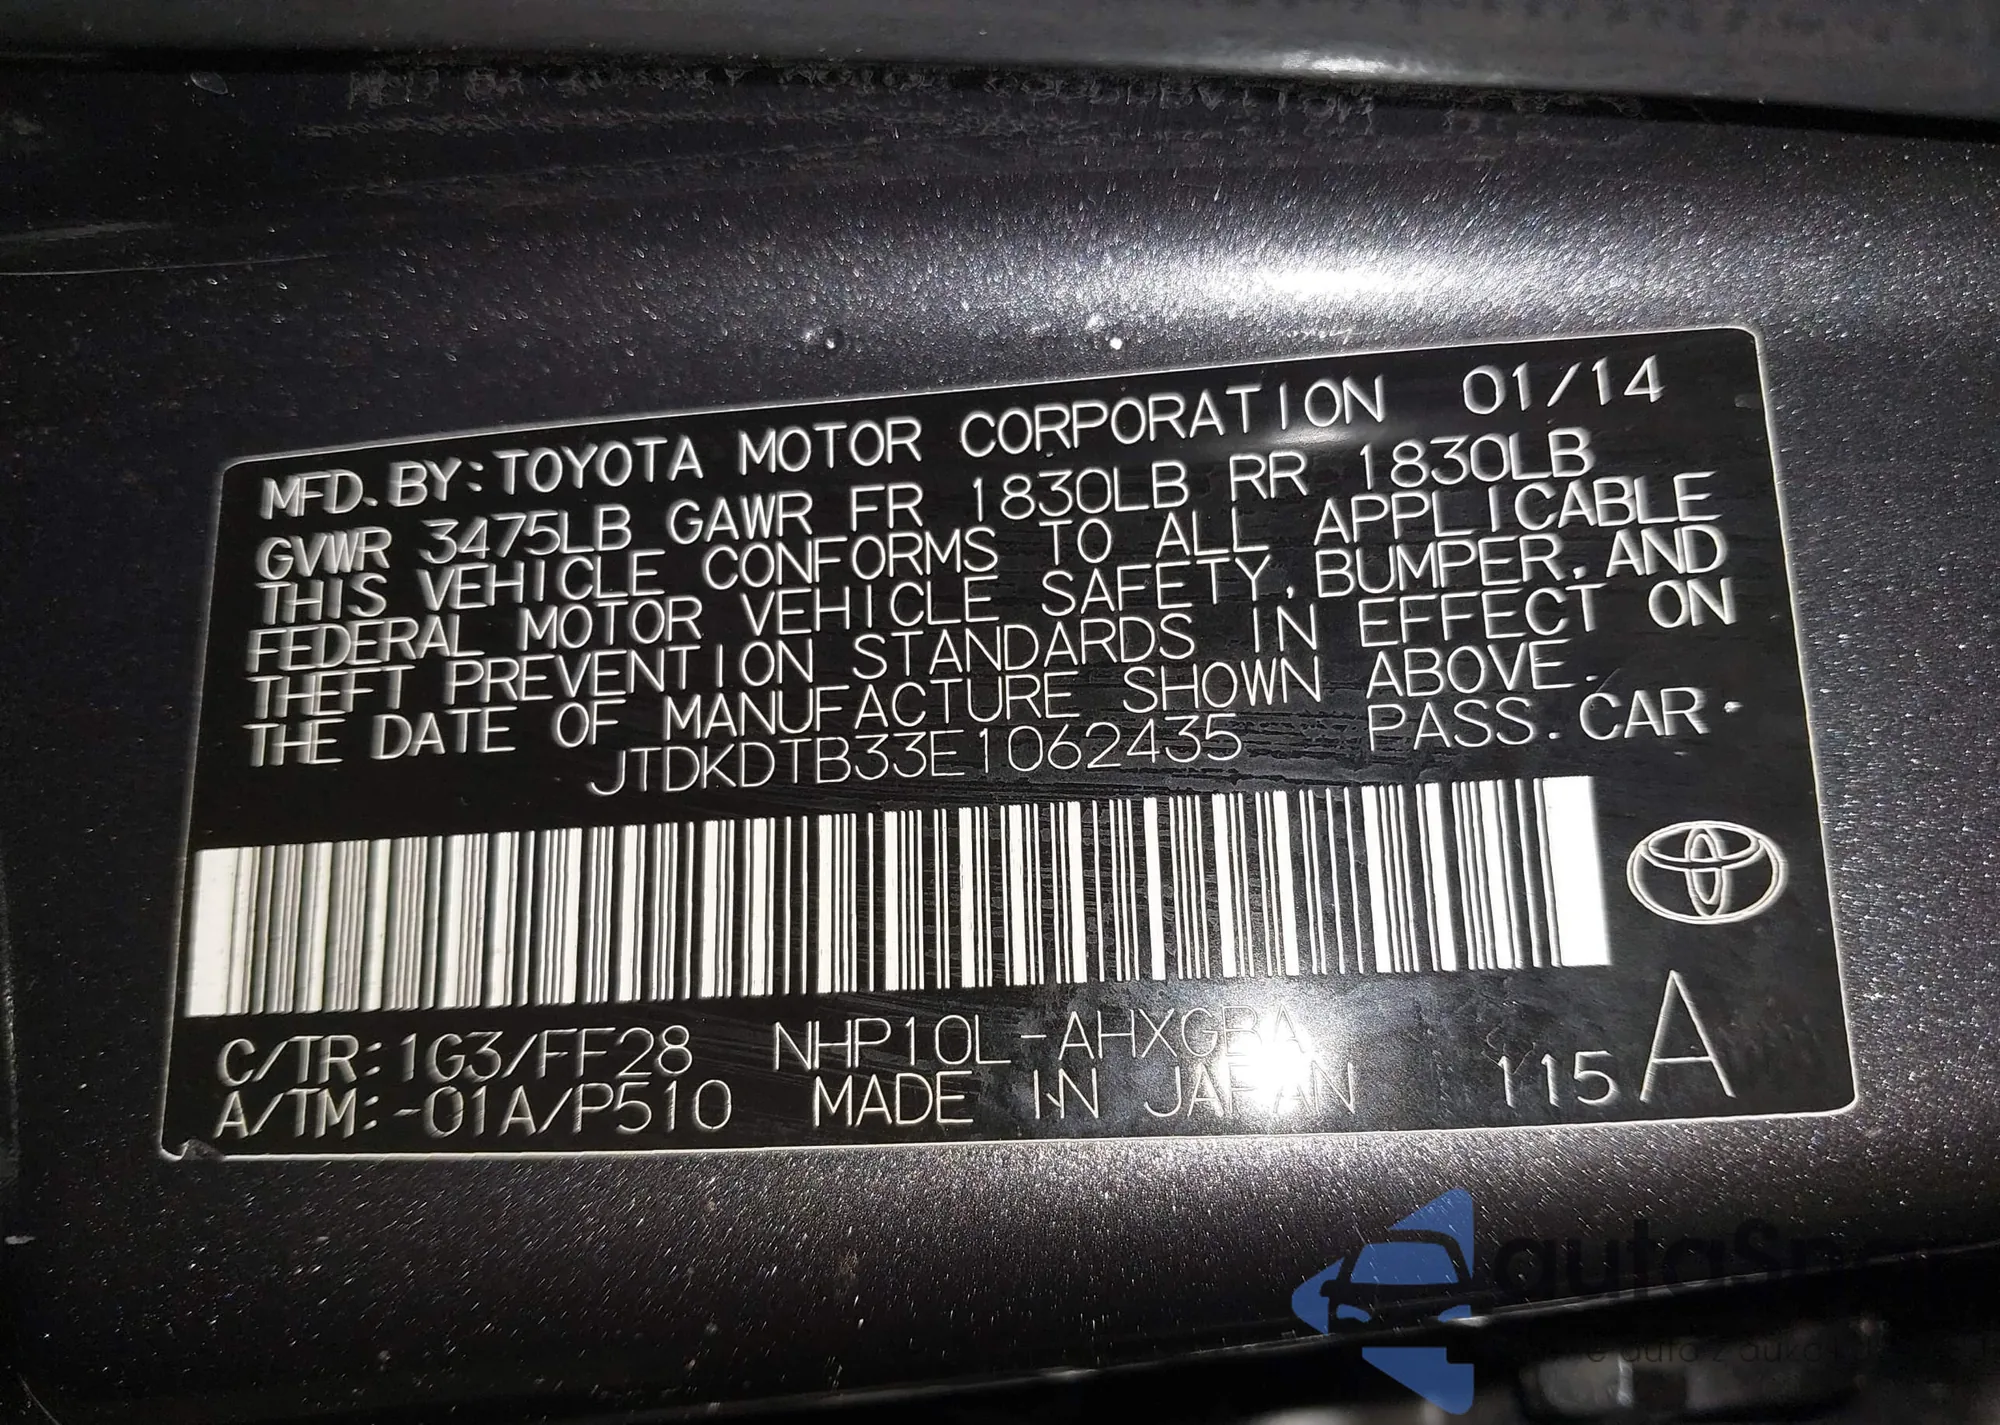 MFD. BY: TOYOTA MOTOR CORPORATION 01/14
GVWR 3475LB GAWR FR 1830LB RR 1830LB
THIS VEHICLE CONFORMS TO ALL APPLICABLE
FEDERAL MOTOR VEHICLE SAFETY, BUMPER, AND
THEFT PREVENTION STANDARDS IN EFFECT ON
THE DATE OF MANUFACTURE SHOWN ABOVE.
JTDKDTB33E1062435 PASS. CAR
C/TR: 1G3/FF28 NHP10L-AHXGBA
A/TM: -01A/P510 MADE IN JAPAN 115 A